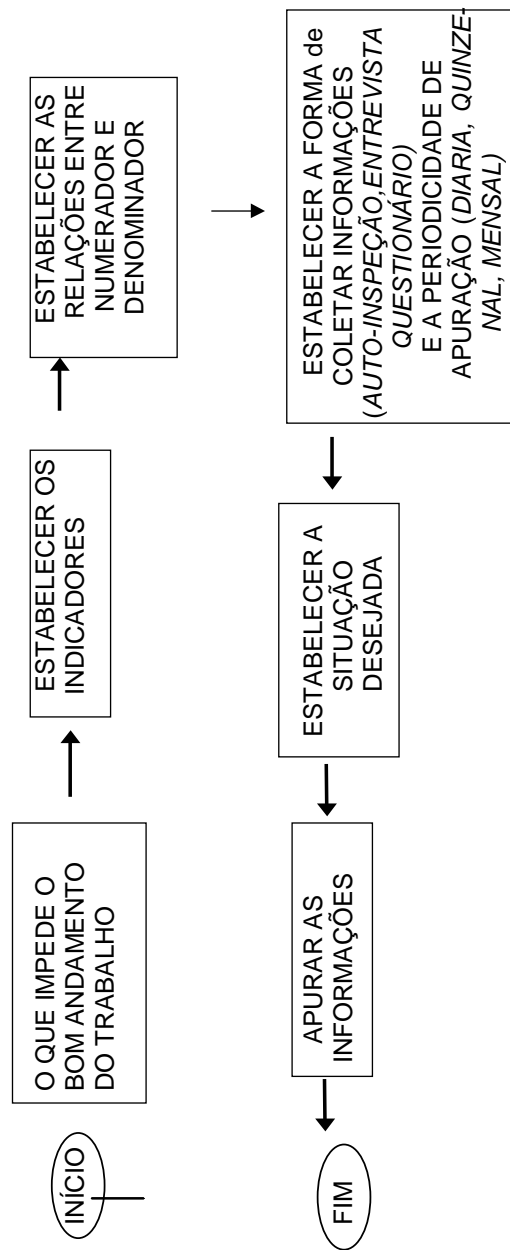 INÍCIO
O QUE IMPEDE O
BOM ANDAMENTO
DO TRABALHO
ESTABELECER OS
INDICADORES
ESTABELECER AS
RELAÇÕES ENTRE
NUMERADOR E
DENOMINADOR
ESTABELECER A FORMA de
COLETAR INFORMAÇÕES
(AUTO-INSPEÇÃO,ENTREVISTA
QUESTIONÁRIO)
E A PERIODICIDADE DE
APURAÇÃO (DIARIA, QUINZE-
NAL, MENSAL)
ESTABELECER A
SITUAÇÃO
DESEJADA
APURAR AS
INFORMAÇÕES
FIM